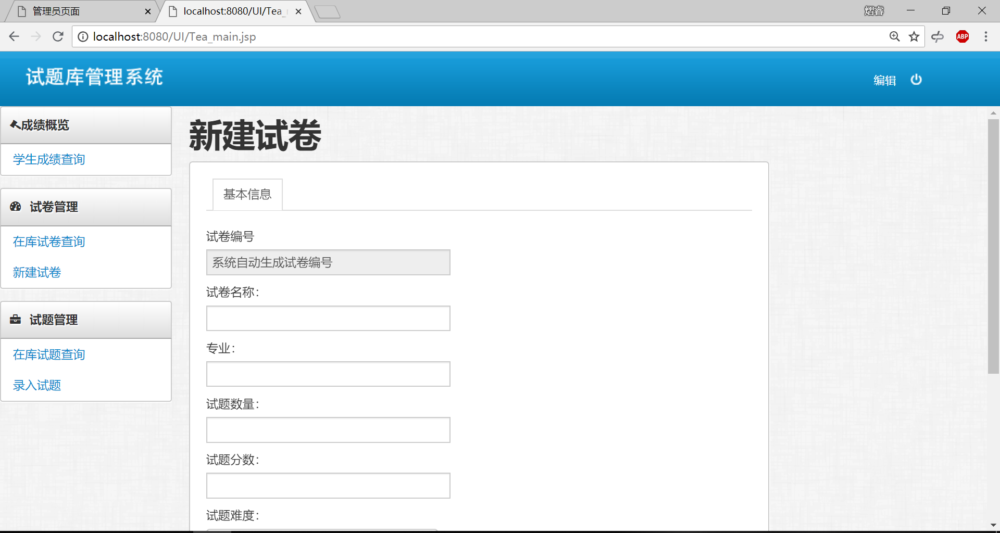 管理员页面
localhost:8080/UI/Tea_
熠睿
localhost:8080/UI/Tea_main.jsp
ABP
试题库管理系统
编辑
成绩概览
学生成绩查询
试卷管理
在库试卷查询
新建试卷
试题管理
在库试题查询
录入试题
新建试卷
基本信息
试卷编号
系统自动生成试卷编号
试卷名称：
专业：
试题数量：
试题分数：
试题难度：